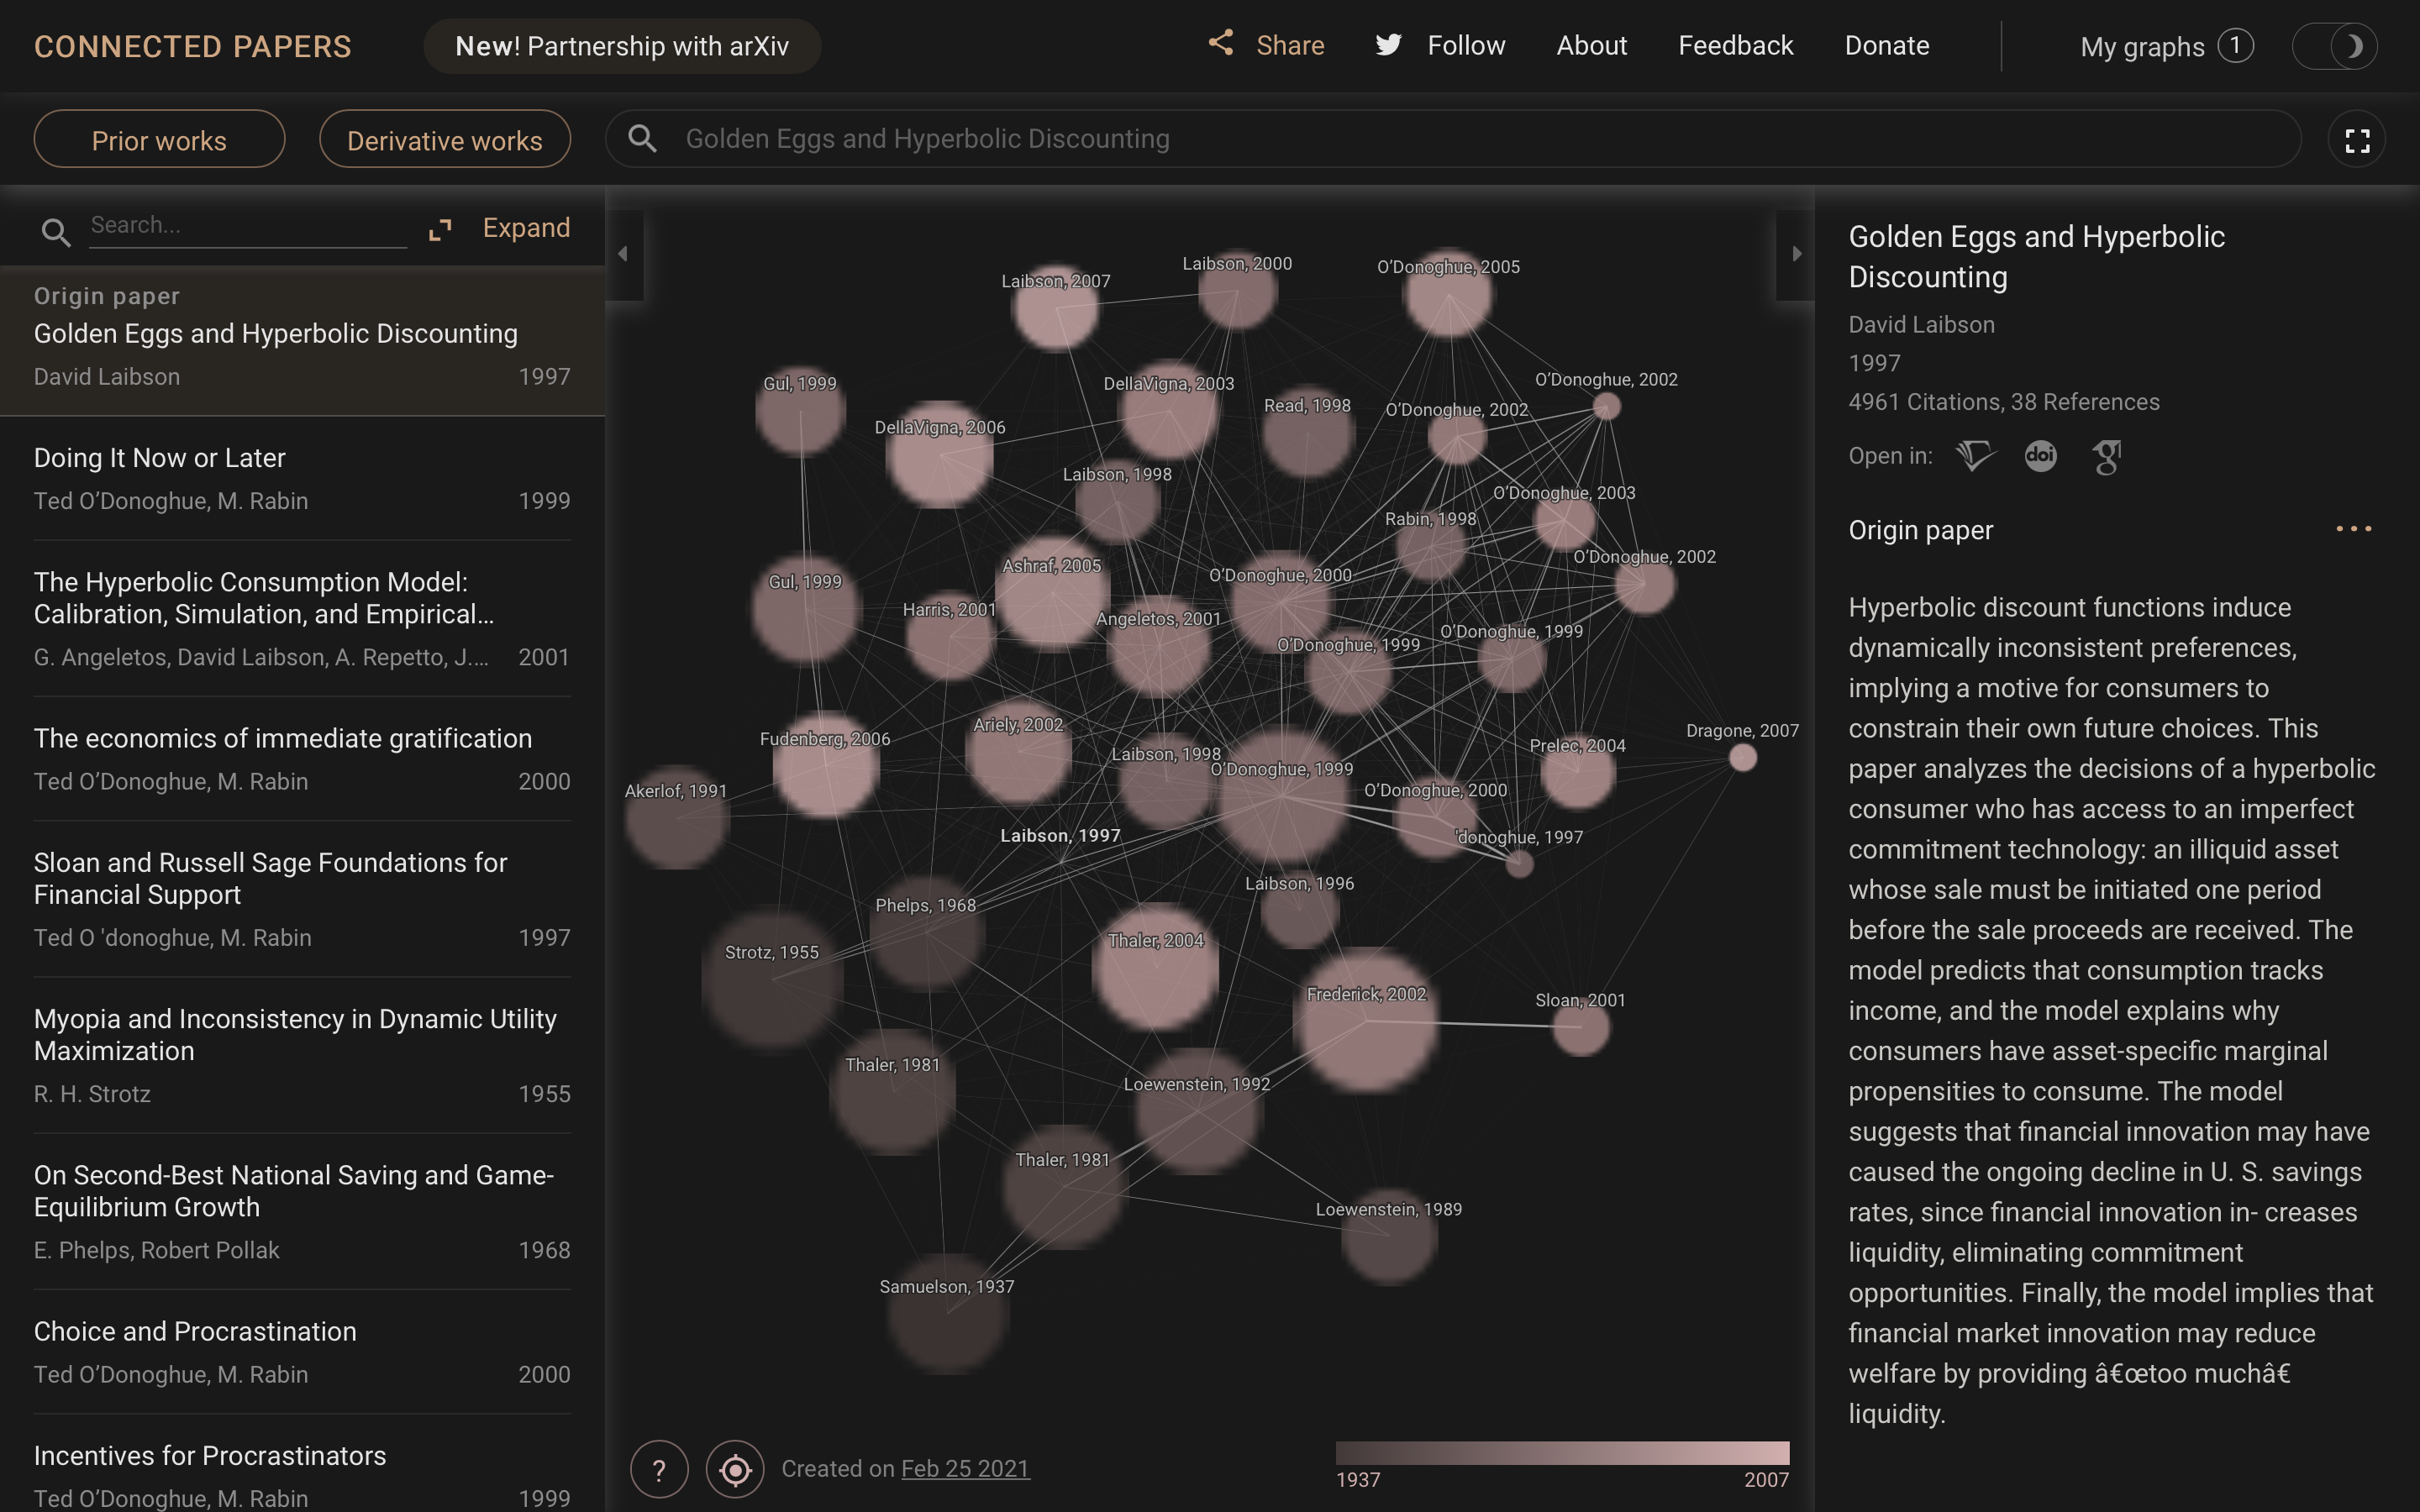 CONNECTED PAPERS
New! Partnership with arXiv
Share
Follow
About
Feedback
Donate
My graphs 1
Prior works
Derivative works
Golden Eggs and Hyperbolic Discounting
Search...
Expand
Origin paper
Golden Eggs and Hyperbolic Discounting
David Laibson 1997
Doing It Now or Later
Ted O’Donoghue, M. Rabin 1999
The Hyperbolic Consumption Model:
Calibration, Simulation, and Empirical...
G. Angeletos, David Laibson, A. Repetto, J.... 2001
The economics of immediate gratification
Ted O’Donoghue, M. Rabin 2000
Sloan and Russell Sage Foundations for
Financial Support
Ted O 'donoghue, M. Rabin 1997
Myopia and Inconsistency in Dynamic Utility
Maximization
R. H. Strotz 1955
On Second-Best National Saving and Game-
Equilibrium Growth
E. Phelps, Robert Pollak 1968
Choice and Procrastination
Ted O’Donoghue, M. Rabin 2000
Incentives for Procrastinators
Ted O’Donoghue, M. Rabin 1999
Laibson, 2007
Laibson, 2000
O’Donoghue, 2005
Gul, 1999
DellaVigna, 2003
O’Donoghue, 2002
Read, 1998
O’Donoghue, 2002
DellaVigna, 2006
Laibson, 1998
O’Donoghue, 2003
Rabin, 1998
O’Donoghue, 2002
Ashraf, 2005
O’Donoghue, 2000
Gul, 1999
Harris, 2001
Angeletos, 2001
O’Donoghue, 1999
O’Donoghue, 1999
Ariely, 2002
Dragone, 2007
Fudenberg, 2006
Prelec, 2004
Laibson, 1998
O’Donoghue, 1999
Akerlof, 1991
O’Donoghue, 2000
Laibson, 1997
'donoghue, 1997
Laibson, 1996
Phelps, 1968
Thaler, 2004
Strotz, 1955
Frederick, 2002
Sloan, 2001
Thaler, 1981
Loewenstein, 1992
Thaler, 1981
Loewenstein, 1989
Samuelson, 1937
?
Created on Feb 25 2021
1937
2007
Golden Eggs and Hyperbolic
Discounting
David Laibson
1997
4961 Citations, 38 References
Open in:
doi
Origin paper
Hyperbolic discount functions induce
dynamically inconsistent preferences,
implying a motive for consumers to
constrain their own future choices. This
paper analyzes the decisions of a hyperbolic
consumer who has access to an imperfect
commitment technology: an illiquid asset
whose sale must be initiated one period
before the sale proceeds are received. The
model predicts that consumption tracks
income, and the model explains why
consumers have asset-specific marginal
propensities to consume. The model
suggests that financial innovation may have
caused the ongoing decline in U. S. savings
rates, since financial innovation in- creases
liquidity, eliminating commitment
opportunities. Finally, the model implies that
financial market innovation may reduce
welfare by providing â€œtoo muchâ€
liquidity.